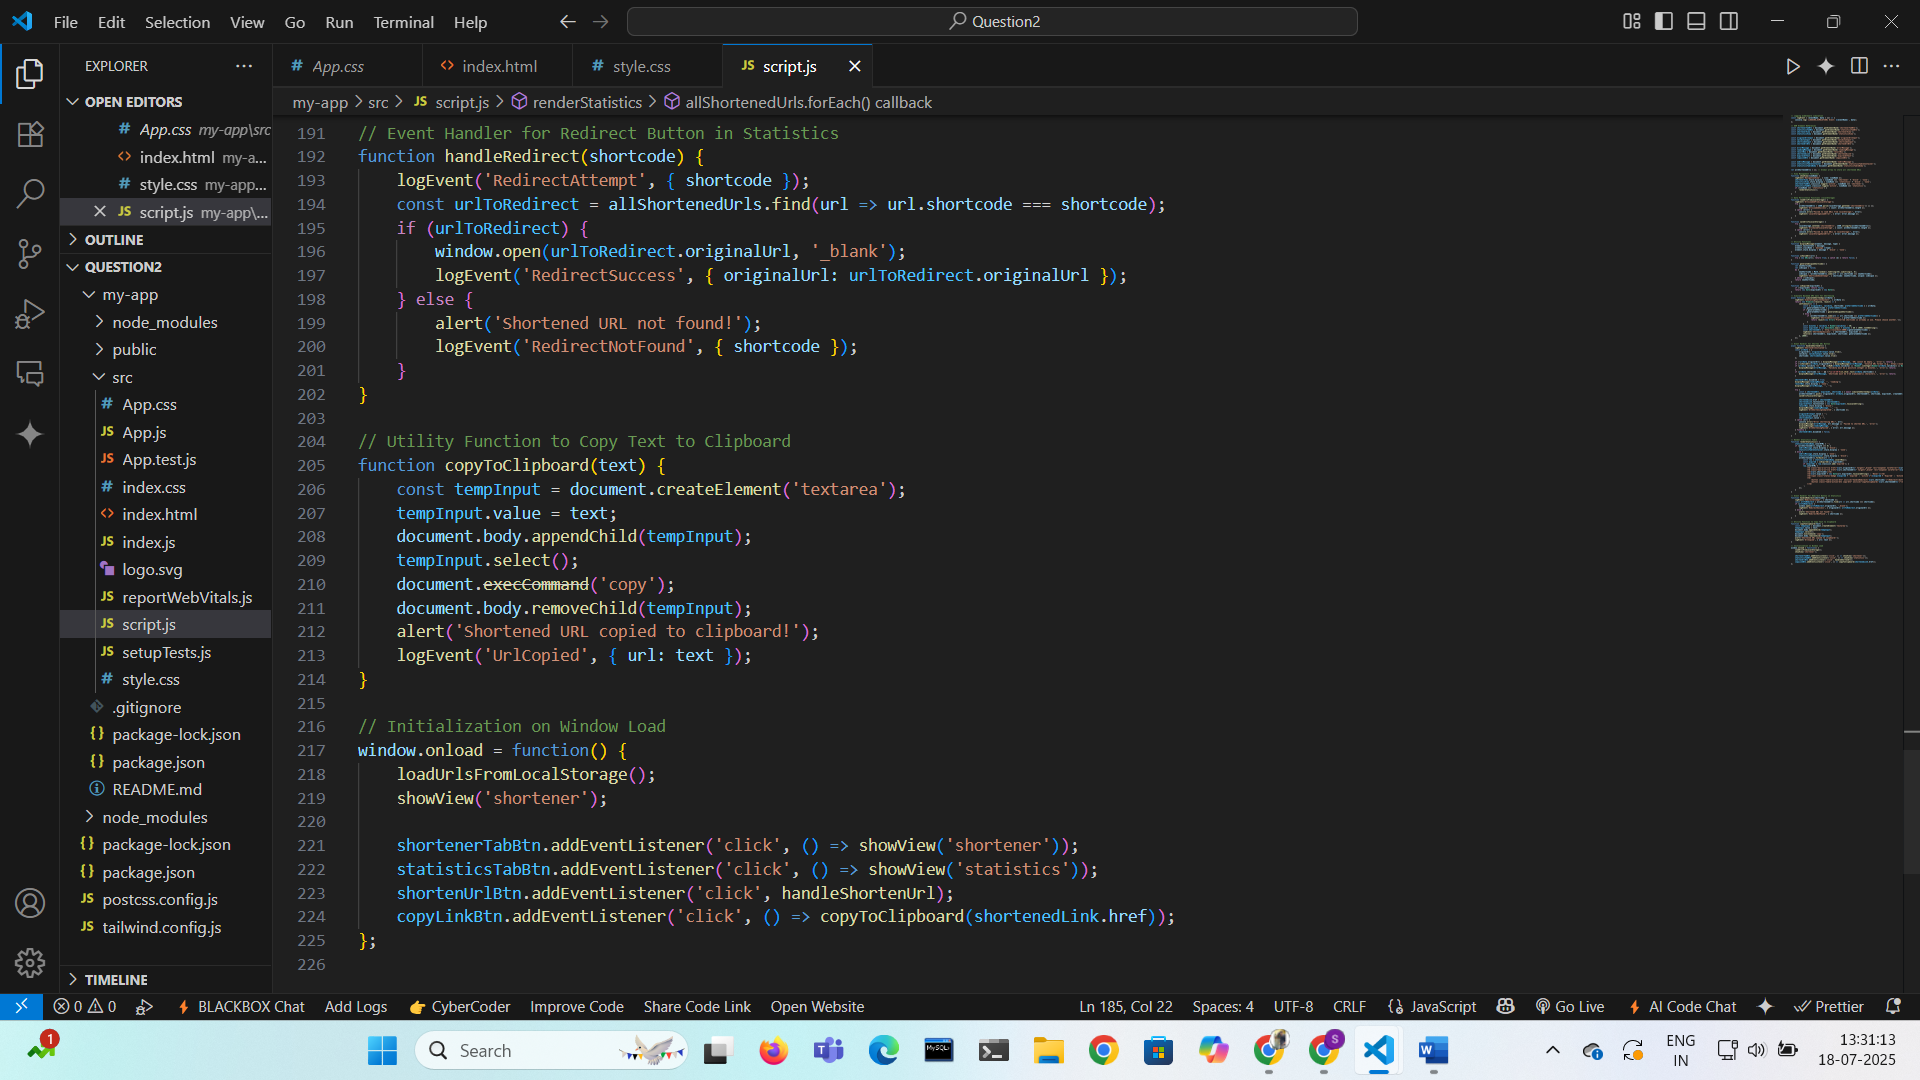 File Edit Selection View Go Run Terminal Help
Question2
EXPLORER
OPEN EDITORS
App.css my-app\src
index.html my-a...
style.css my-app...
JS script.js my-app\...
OUTLINE
QUESTION2
my-app
node_modules
public
src
App.css
JS App.js
JS App.test.js
index.css
index.html
JS index.js
logo.svg
JS reportWebVitals.js
JS script.js
JS setupTests.js
style.css
.gitignore
package-lock.json
package.json
README.md
node_modules
package-lock.json
package.json
JS postcss.config.js
JS tailwind.config.js
TIMELINE
# App.css <> index.html # style.css JS script.js
my-app > src > JS script.js > renderStatistics > allShortenedUrls.forEach() callback
191 // Event Handler for Redirect Button in Statistics
192 function handleRedirect(shortcode) {
193 logEvent('RedirectAttempt', { shortcode });
194 const urlToRedirect = allShortenedUrls.find(url => url.shortcode === shortcode);
195 if (urlToRedirect) {
196 window.open(urlToRedirect.originalUrl, '_blank');
197 logEvent('RedirectSuccess', { originalUrl: urlToRedirect.originalUrl });
198 } else {
199 alert('Shortened URL not found!');
200 logEvent('RedirectNotFound', { shortcode });
201 }
202 }
203
204 // Utility Function to Copy Text to Clipboard
205 function copyToClipboard(text) {
206 const tempInput = document.createElement('textarea');
207 tempInput.value = text;
208 document.body.appendChild(tempInput);
209 tempInput.select();
210 document.execCommand('copy');
211 document.body.removeChild(tempInput);
212 alert('Shortened URL copied to clipboard!');
213 logEvent('UrlCopied', { url: text });
214 }
215
216 // Initialization on Window Load
217 window.onload = function() {
218 loadUrlsFromLocalStorage();
219 showView('shortener');
220
221 shortenerTabBtn.addEventListener('click', () => showView('shortener'));
222 statisticsTabBtn.addEventListener('click', () => showView('statistics'));
223 shortenUrlBtn.addEventListener('click', handleShortenUrl);
224 copyLinkBtn.addEventListener('click', () => copyToClipboard(shortenedLink.href));
225 };
226
0 0 BLACKBOX Chat Add Logs CyberCoder Improve Code Share Code Link Open Website Ln 185, Col 22 Spaces: 4 UTF-8 CRLF {} JavaScript Go Live AI Code Chat Prettier
1 Search MySQL S W ENG IN 13:31:13
18-07-2025